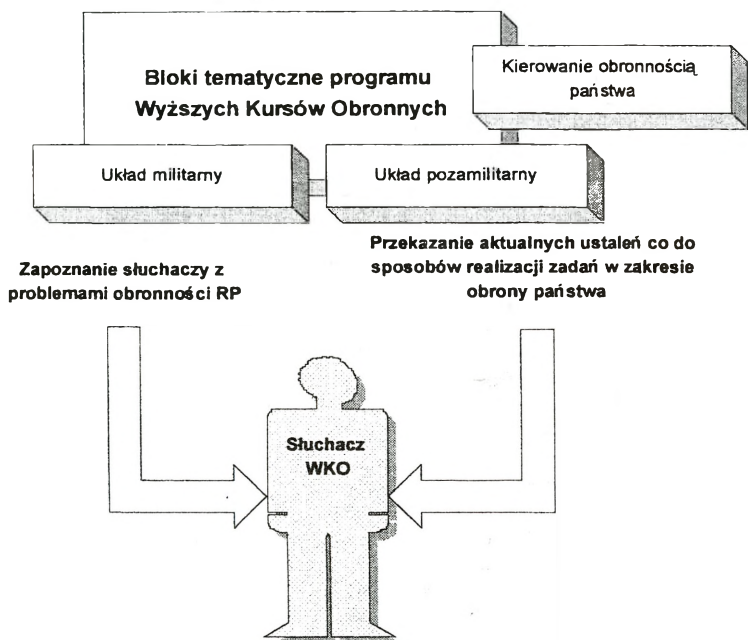 Bloki tematyczne programu
Wyższych Kursów Obronnych
Kierowanie obronnością
państwa
Układ militarny
Układ pozamilitarny
Zapoznanie słuchaczy z
problemami obronności RP
Przekazanie aktualnych ustaleń co do
sposobów realizacji zadań w zakresie
obrony państwa
Słuchacz
WKO